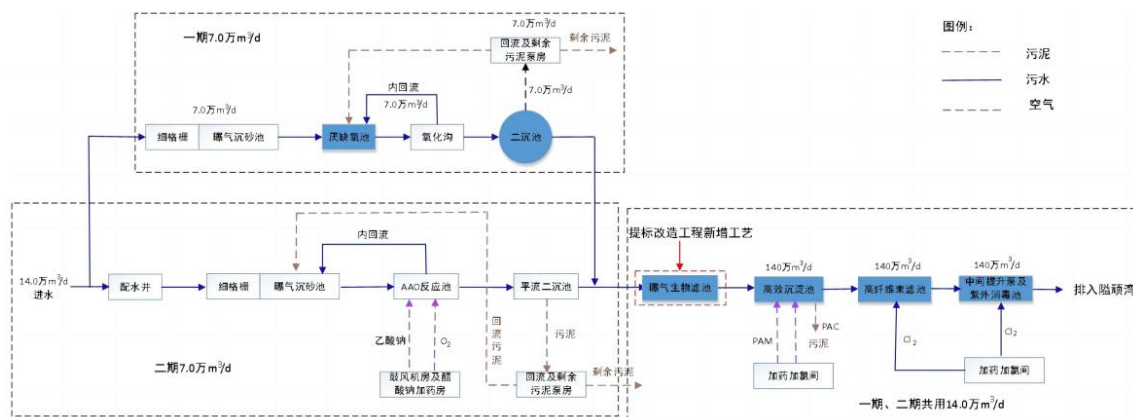 一期7.0万m³/d
7.0万m³/d
细格栅
曝气沉砂池
厌缺氧池
内回流
7.0万m³/d
氧化沟
二沉池
7.0万m³/d
回流及剩余
污泥泵房
剩余污泥
7.0万m³/d
图例：
污泥
污水
空气
14.0万m³/d
进水
配水井
细格栅
曝气沉砂池
内回流
AAO反应池
平流二沉池
乙酸钠
O₂
鼓风机房及醋
酸钠加药房
回流污泥
污泥
回流及剩余
污泥泵房
剩余污泥
二期7.0万m³/d
提标改造工程新增工艺
曝气生物滤池
140万m³/d
高效沉淀池
140万m³/d
高纤维束滤池
140万m³/d
中间提升泵及
紫外消毒池
排入隘顽湾
PAM
PAC
污泥
加药加氯间
Cl₂
Cl₂
加药加氯间
一期、二期共用14.0万m³/d